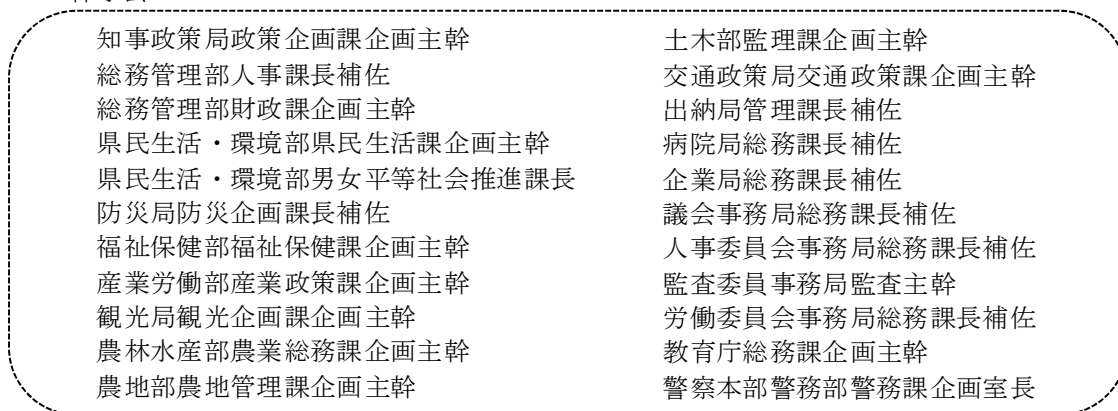 知事政策局政策企画課企画主幹
総務管理部人事課長補佐
総務管理部財政課企画主幹
県民生活・環境部県民生活課企画主幹
県民生活・環境部男女平等社会推進課長
防災局防災企画課長補佐
福祉保健部福祉保健課企画主幹
産業労働部産業政策課企画主幹
観光局観光企画課企画主幹
農林水産部農業総務課企画主幹
農地部農地管理課企画主幹
土木部監理課企画主幹
交通政策局交通政策課企画主幹
出納局管理課長補佐
病院局総務課長補佐
企業局総務課長補佐
議会事務局総務課長補佐
人事委員会事務局総務課長補佐
監査委員事務局監査主幹
労働委員会事務局総務課長補佐
教育庁総務課企画主幹
警察本部警務部警務課企画室長